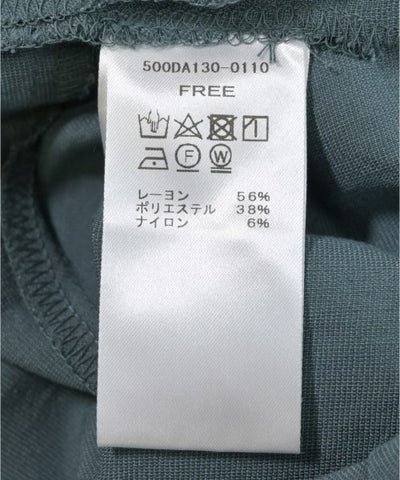 500DA130-0110
FREE
F W
レーヨン 56%
ポリエステル 38%
ナイロン 6%